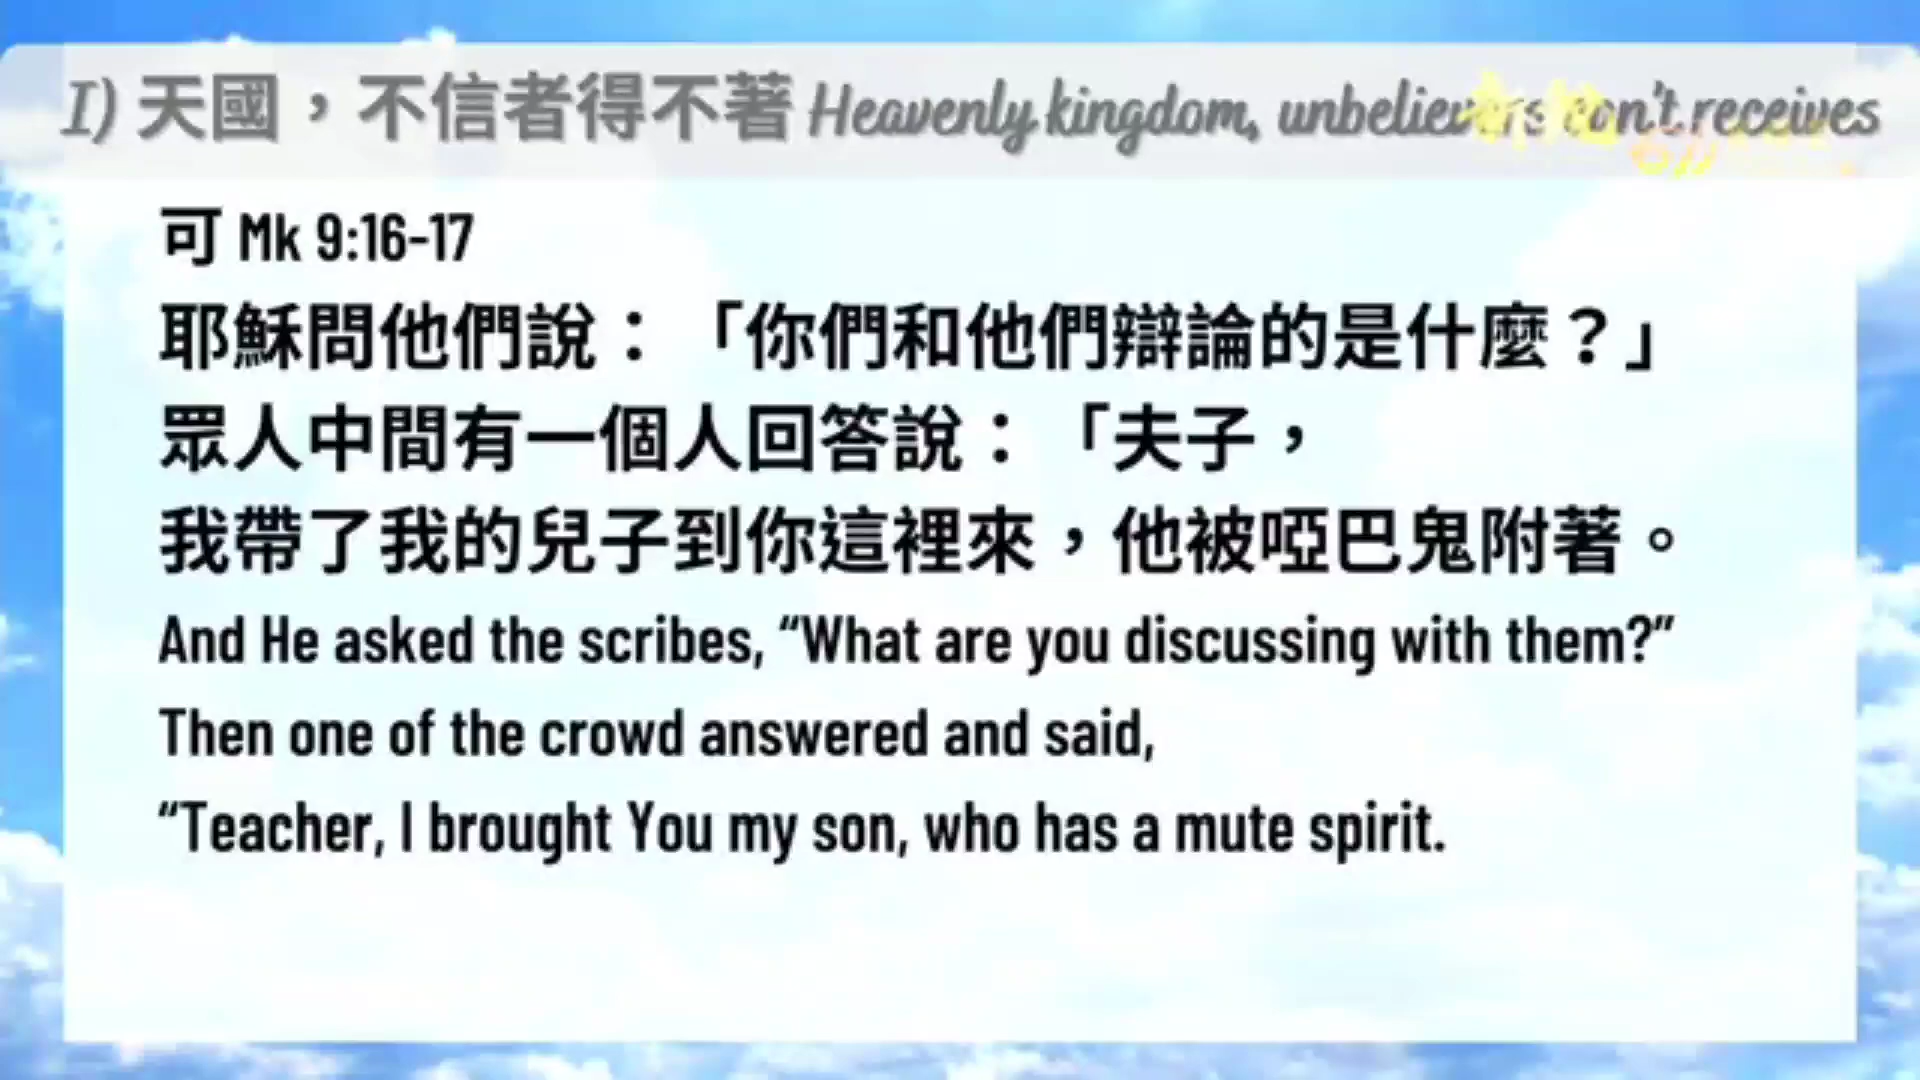 I) 天國，不信者得不著 Heavenly kingdom, unbelievers can't receives
可 Mk 9:16-17
耶穌問他們說：「你們和他們辯論的是什麼？」
眾人中間有一個人回答說：「夫子，
我帶了我的兒子到你這裡來，他被啞巴鬼附著。
And He asked the scribes, “What are you discussing with them?”
Then one of the crowd answered and said,
“Teacher, I brought You my son, who has a mute spirit.